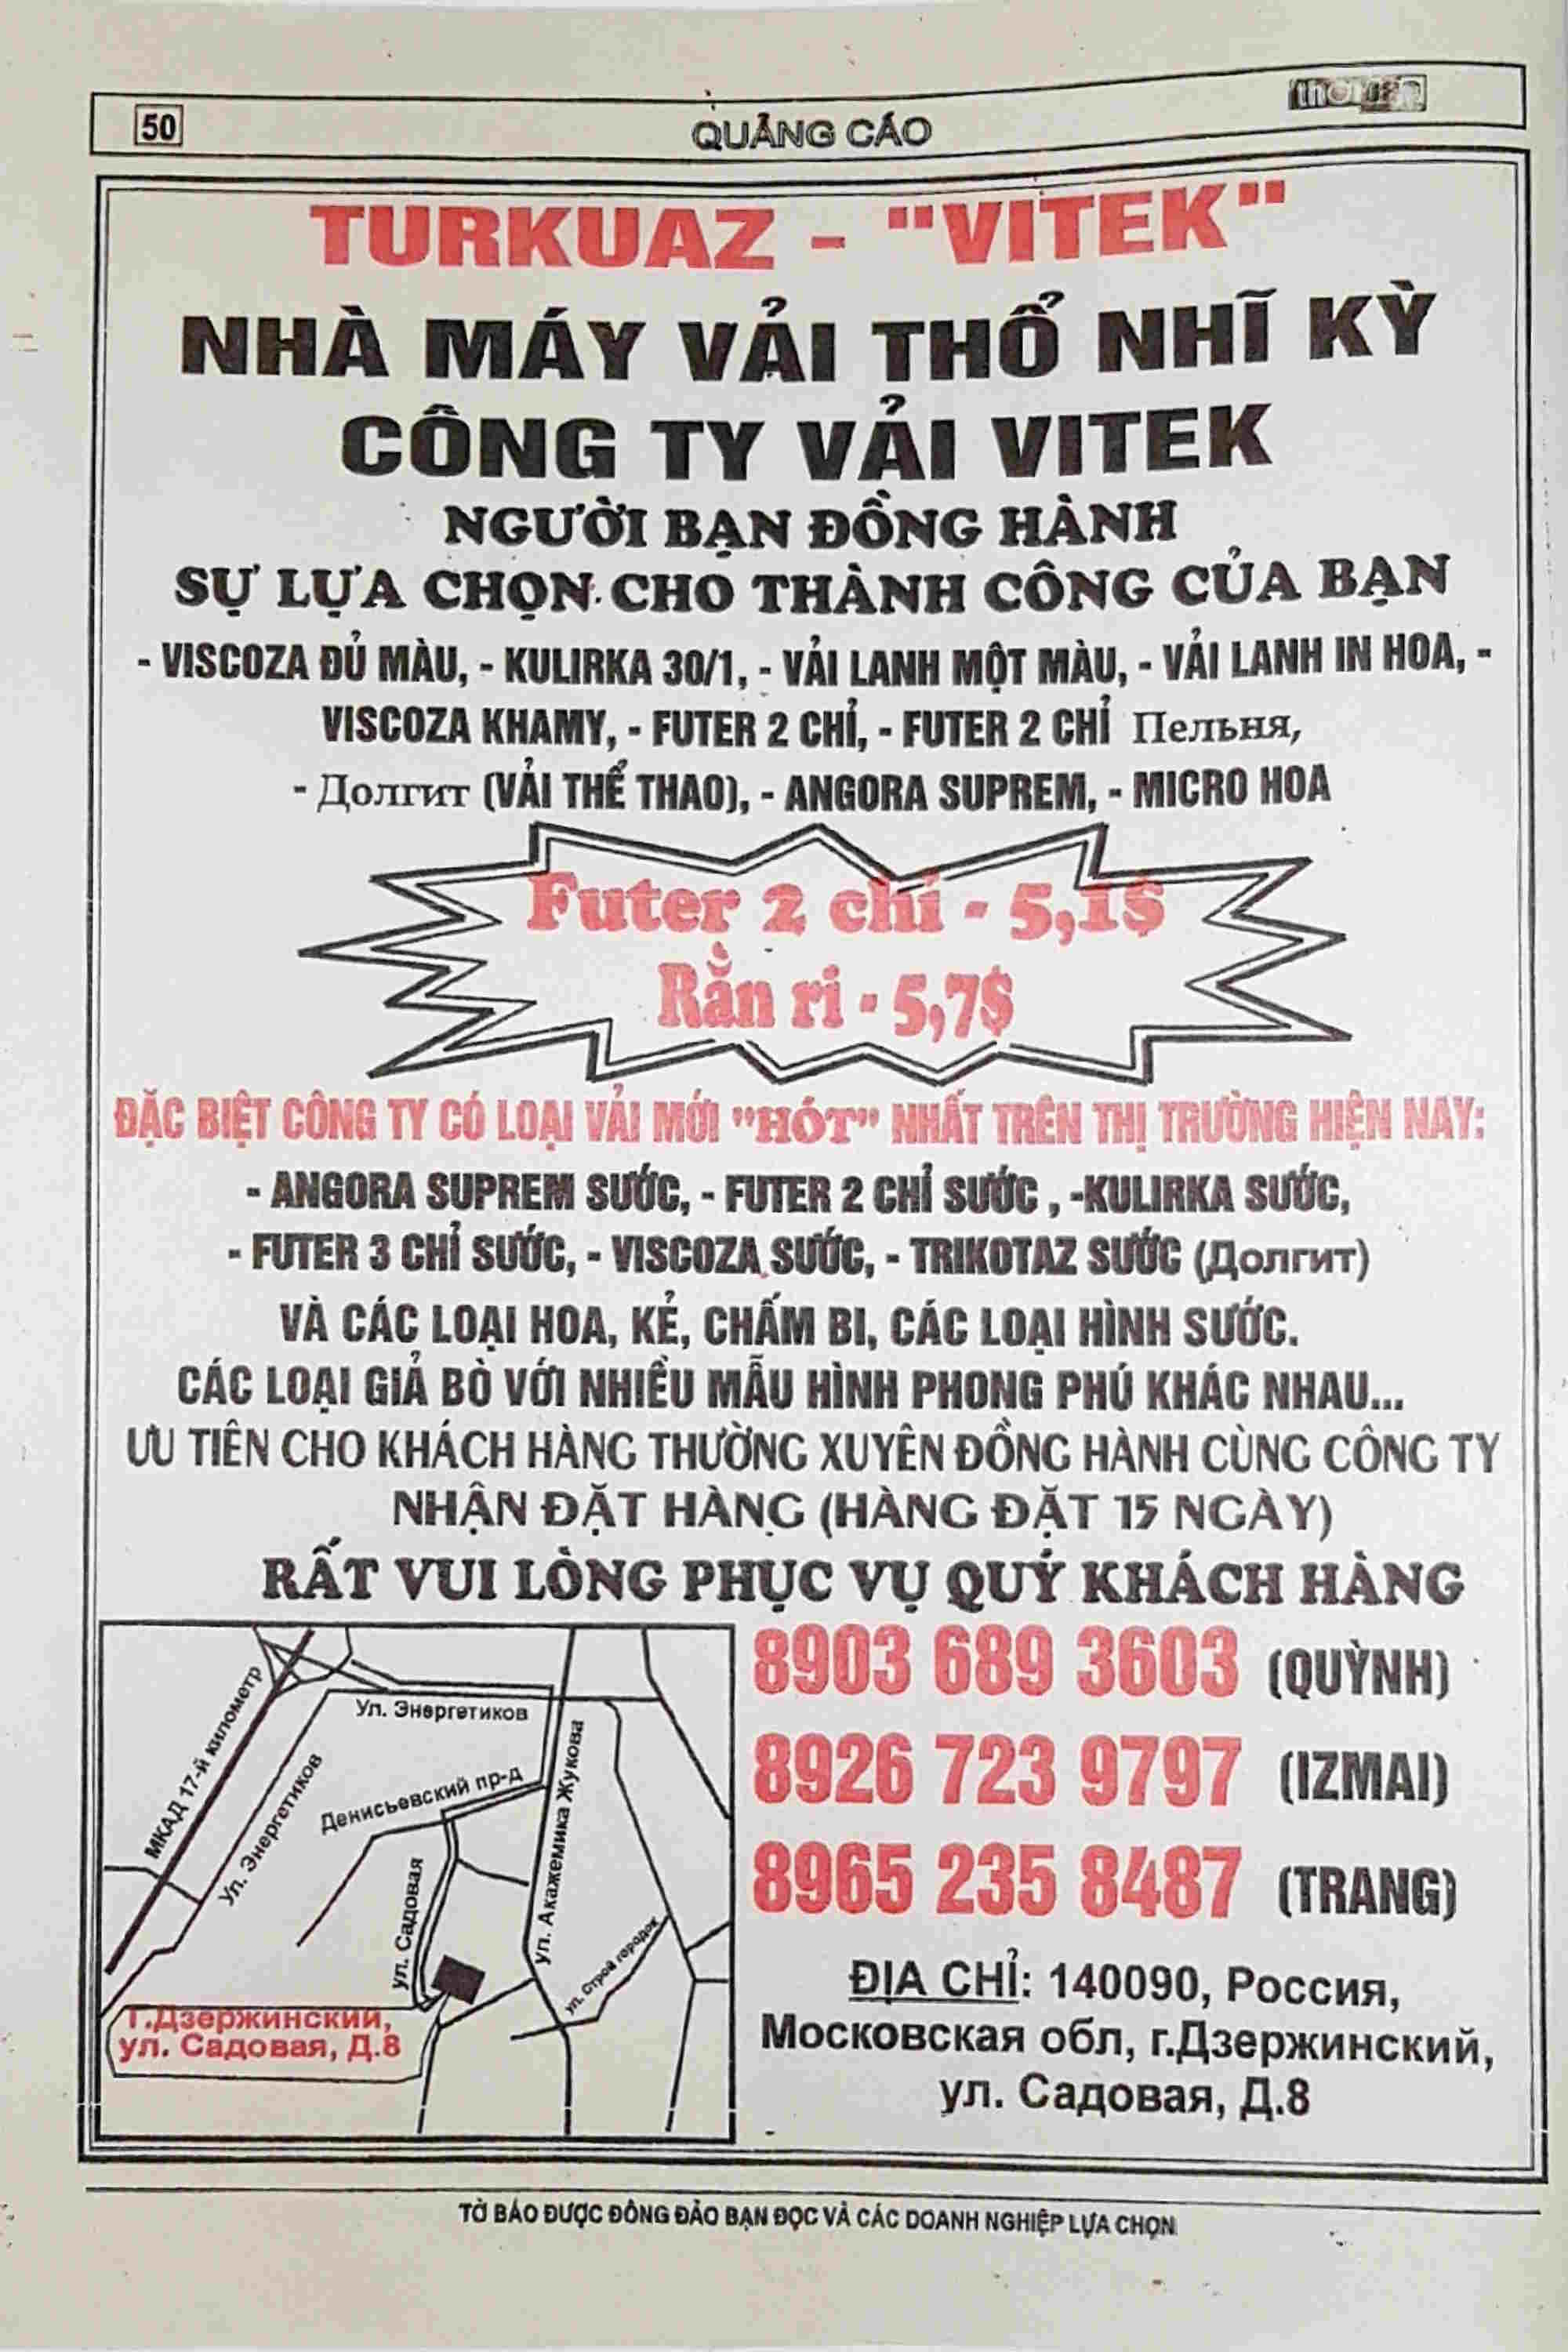 50
QUẢNG CÁO
TURKUAZ - "VITEK"
NHÀ MÁY VẢI THỔ NHĨ KỲ
CÔNG TY VẢI VITEK
NGƯỜI BẠN ĐỒNG HÀNH
SỰ LỰA CHỌN CHO THÀNH CÔNG CỦA BẠN
- VISCOZA ĐỦ MÀU, - KULIRKA 30/1, - VẢI LANH MỘT MÀU, - VẢI LANH IN HOA, -
VISCOZA KHAMY, - FUTER 2 CHỈ, - FUTER 2 CHỈ Пельня,
- Долгит (VẢI THỂ THAO), - ANGORA SUPREM, - MICRO HOA
Futer 2 chỉ - 5,1$
Rằn ri - 5,7$
ĐẶC BIỆT CÔNG TY CÓ LOẠI VẢI MỚI "HÓT" NHẤT TRÊN THỊ TRƯỜNG HIỆN NAY:
- ANGORA SUPREM SƯỚC, - FUTER 2 CHỈ SƯỚC , -KULIRKA SƯỚC,
- FUTER 3 CHỈ SƯỚC, - VISCOZA SƯỚC, - TRIKOTAZ SƯỚC (Долгит)
VÀ CÁC LOẠI HOA, KẺ, CHẤM BI, CÁC LOẠI HÌNH SƯỚC.
CÁC LOẠI GIẢ BÒ VỚI NHIỀU MẪU HÌNH PHONG PHÚ KHÁC NHAU...
ƯU TIÊN CHO KHÁCH HÀNG THƯỜNG XUYÊN ĐỒNG HÀNH CÙNG CÔNG TY
NHẬN ĐẶT HÀNG (HÀNG ĐẶT 15 NGÀY)
RẤT VUI LÒNG PHỤC VỤ QUÝ KHÁCH HÀNG
МКАД 17-й километр
Ул. Энергетиков
Ул. Энергетиков
Денисьевский пр-д
ул. Садовая
ул. Акажемика Жукова
ул. Строй городок
г.Дзержинский,
ул. Садовая, Д.8
8903 689 3603 (QUỲNH)
8926 723 9797 (IZMAI)
8965 235 8487 (TRANG)
ĐỊA CHỈ: 140090, Россия,
Московская обл, г.Дзержинский,
ул. Садовая, Д.8
TỜ BÁO ĐƯỢC ĐÔNG ĐẢO BẠN ĐỌC VÀ CÁC DOANH NGHIỆP LỰA CHỌN